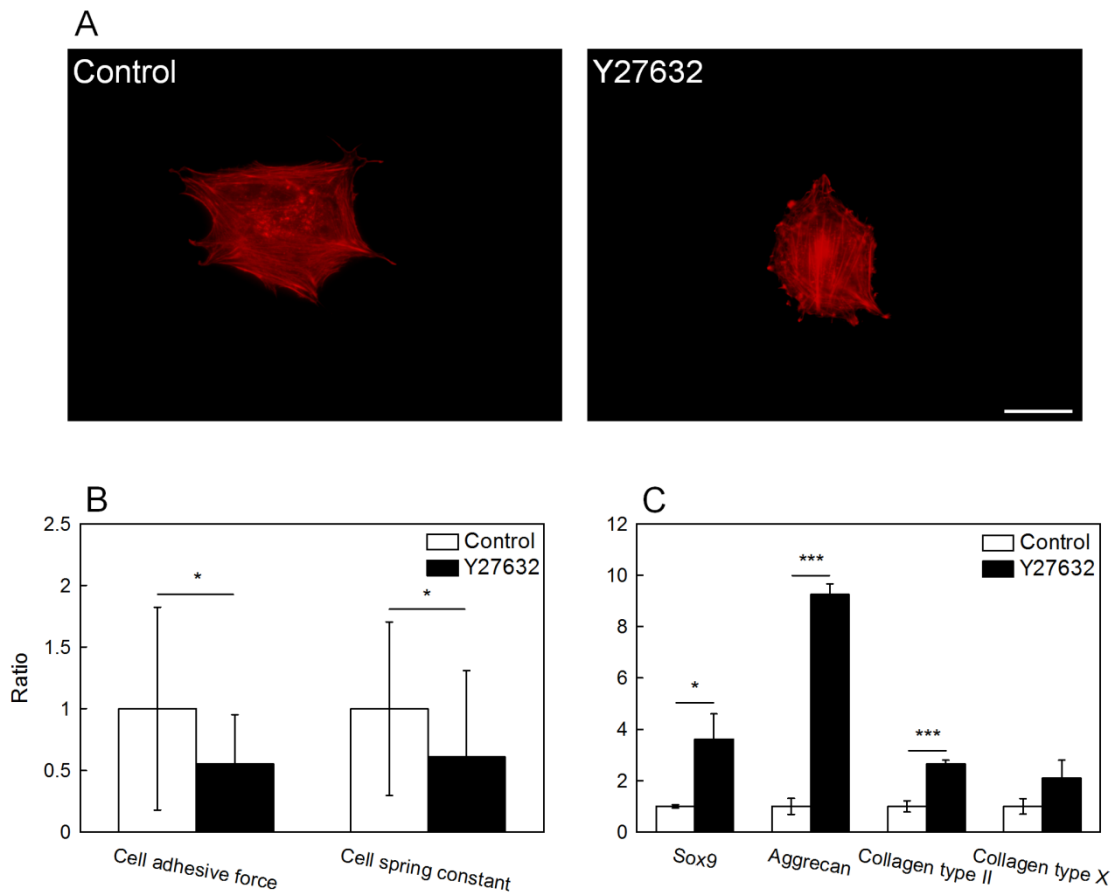 A
Control
Y27632
B
2.5
2
1.5
1
0.5
0
Ratio
Control
Y27632
*
*
Cell adhesive force
Cell spring constant
C
12
10
8
6
4
2
0
Control
Y27632
*
***
***
Sox9
Aggrecan
Collagen type II
Collagen type X